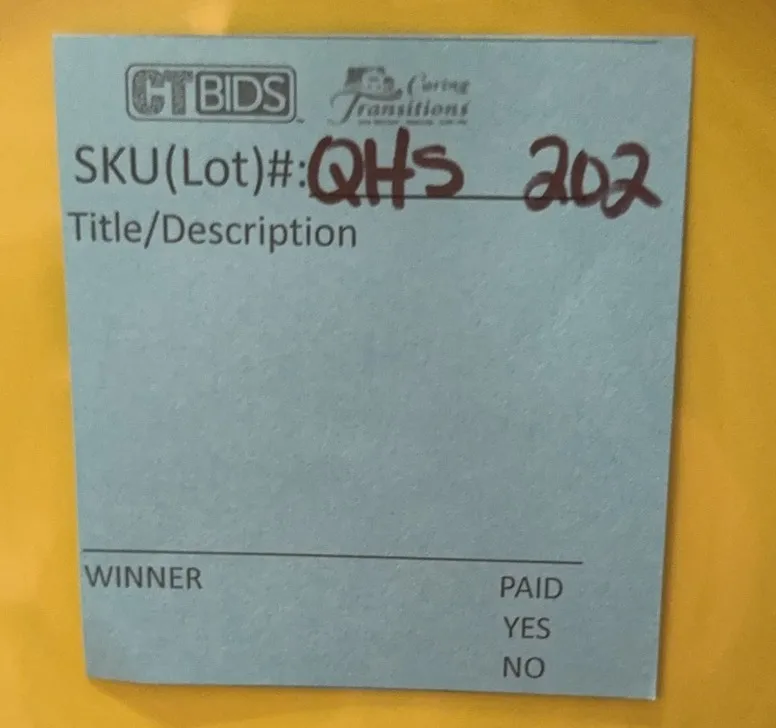 CTBIDS Caring Transitions
SKU(Lot)#:QHS 202
Title/Description
WINNER PAID
YES
NO